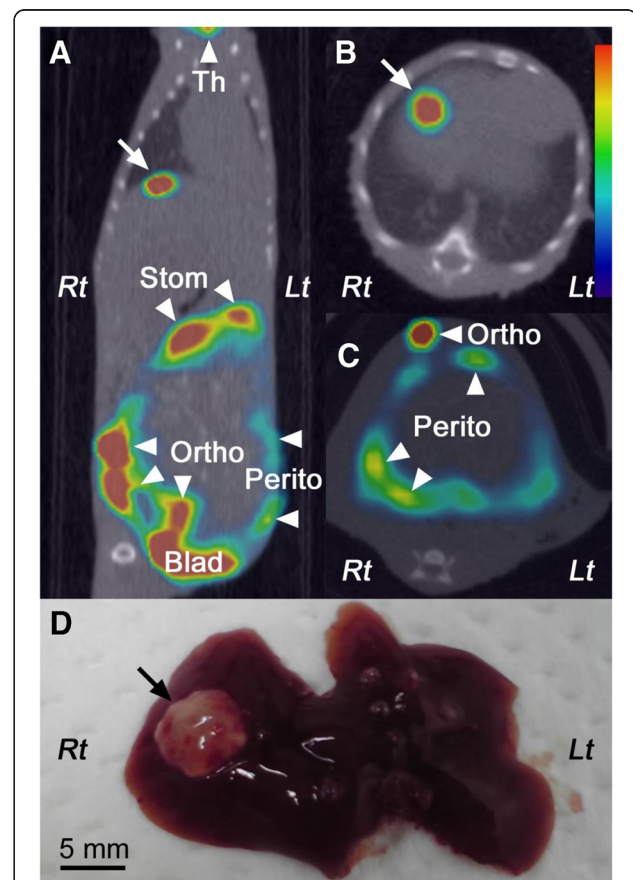 A
Th
Stom
Rt
Lt
Ortho
Perito
Blad
B
Rt
Lt
C
Ortho
Perito
Rt
Lt
D
Rt
Lt
5 mm